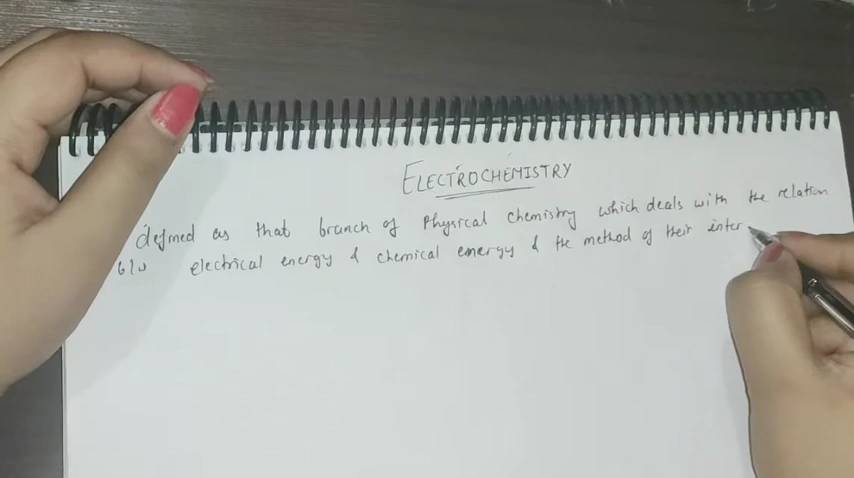 ELECTROCHEMISTRY
defined as that branch of Physical chemistry which deals with the relation
b/w electrical energy & chemical energy & the method of their inter